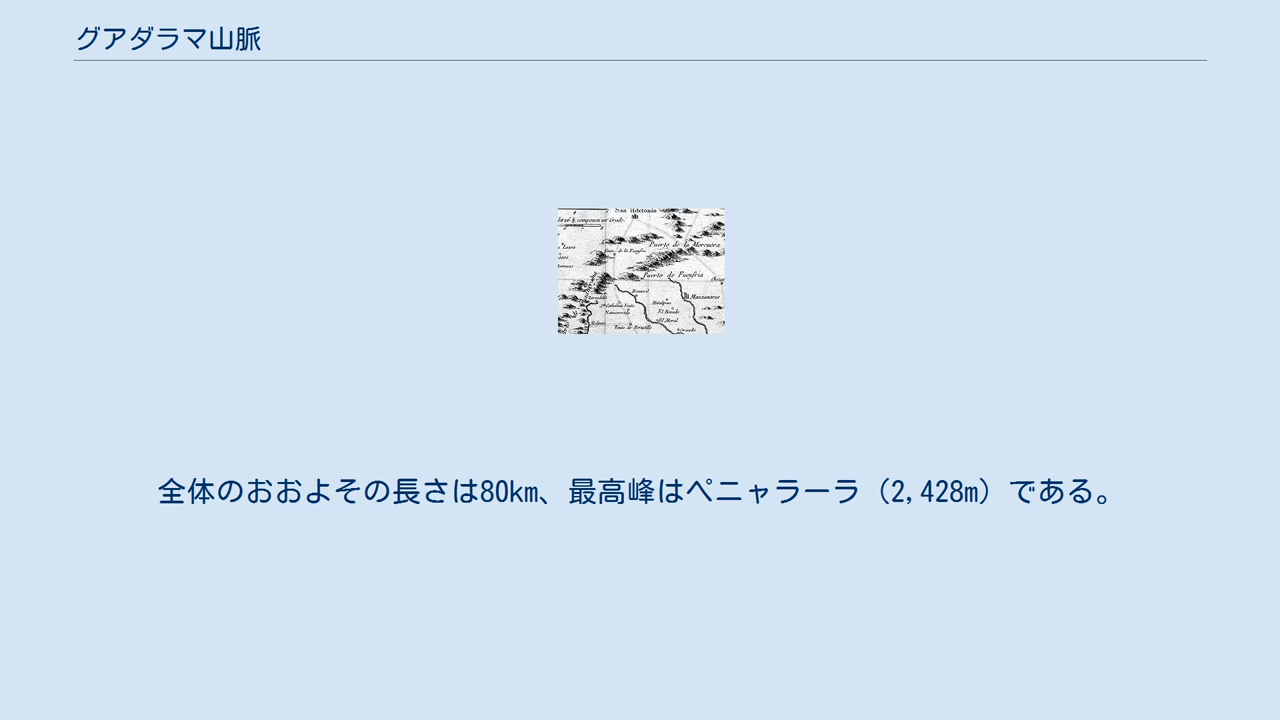 グアダラマ山脈
San Ildefonso
Puerto de la Morcuera
Puerto de Fuenfria
Manzanares
全体のおおよその長さは80km、最高峰はペニャラーラ（2,428m）である。